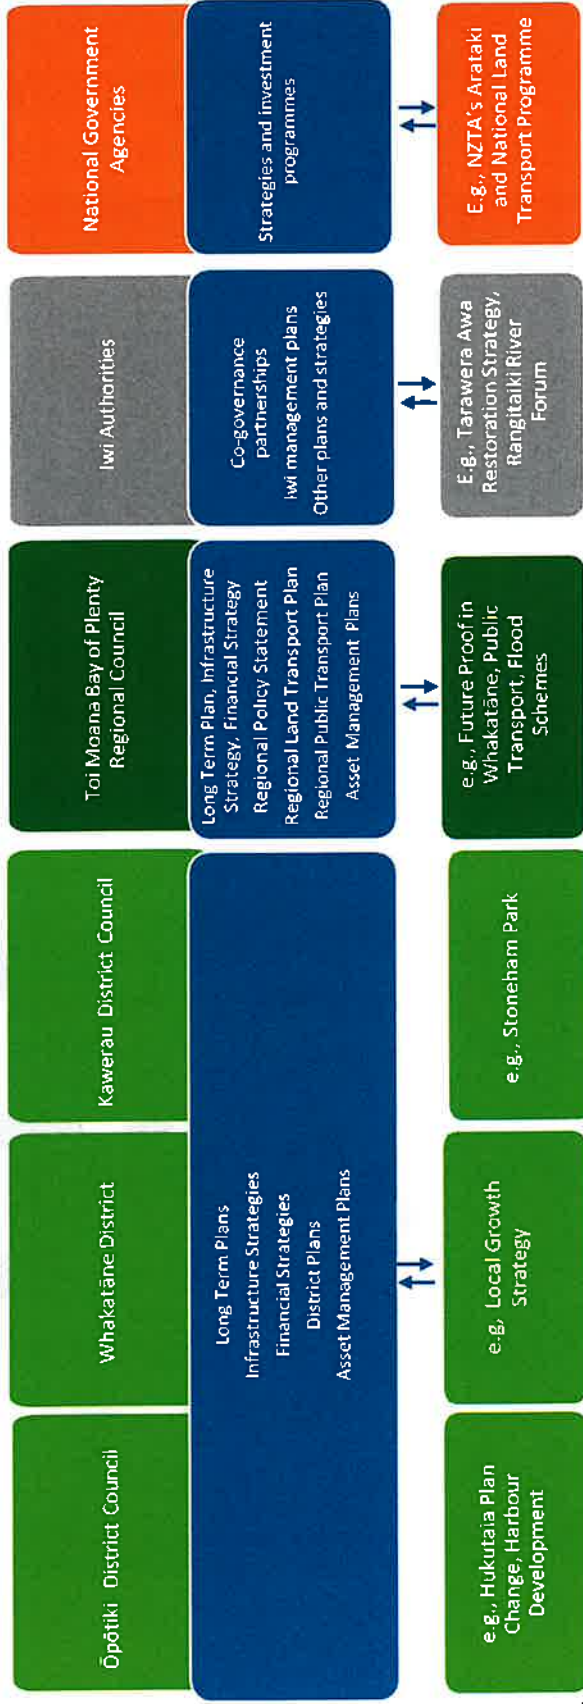 Ōpōtiki District Council
Whakatāne District
Kawerau District Council
Toi Moana Bay of Plenty
Regional Council
Iwi Authorities
National Government
Agencies
Long Term Plans
Infrastructure Strategies
Financial Strategies
District Plans
Asset Management Plans
Long Term Plan, Infrastructure
Strategy, Financial Strategy
Regional Policy Statement
Regional Land Transport Plan
Regional Public Transport Plan
Asset Management Plans
Co-governance
partnerships
Iwi management plans
Other plans and strategies
Strategies and investment
programmes
e.g., Hukutaia Plan
Change, Harbour
Development
e.g, Local Growth
Strategy
e.g., Stoneham Park
e.g., Future Proof in
Whakatāne, Public
Transport, Flood
Schemes
E.g., Tarawera Awa
Restoration Strategy,
Rangitaiki River
Forum
E.g., NZTA's Arataki
and National Land
Transport Programme